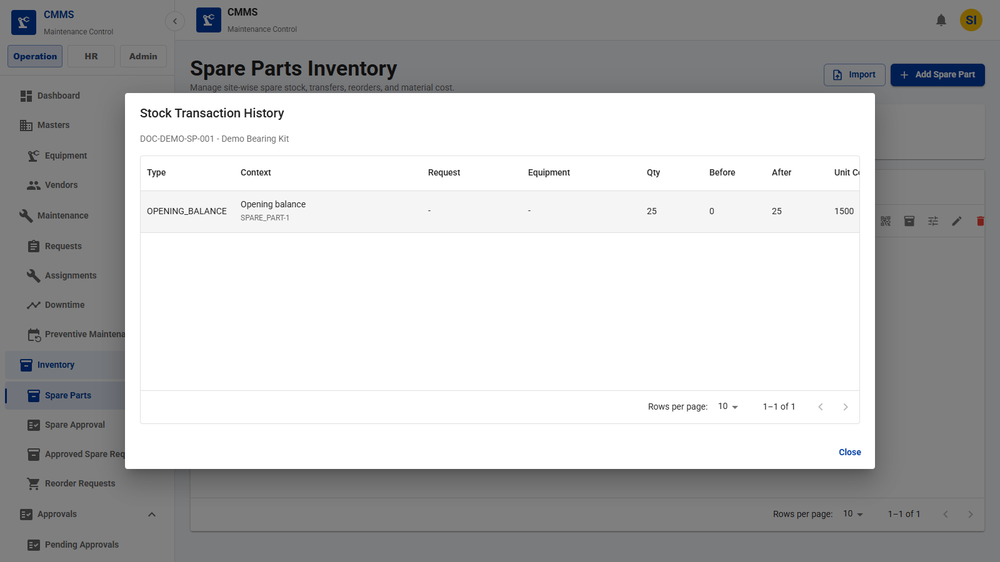 CMMS
Maintenance Control
Operation
HR
Admin
Dashboard
Masters
Equipment
Vendors
Maintenance
Requests
Assignments
Downtime
Preventive Maintena
Inventory
Spare Parts
Spare Approval
Approved Spare Req
Reorder Requests
Approvals
Pending Approvals
CMMS
Maintenance Control
SI
Spare Parts Inventory
Manage site-wise spare stock, transfers, reorders, and material cost.
Import
Add Spare Part
Stock Transaction History
DOC-DEMO-SP-001 - Demo Bearing Kit
Type Context Request Equipment Qty Before After Unit Co
OPENING_BALANCE Opening balance - - 25 0 25 1500
SPARE_PART-1
Rows per page: 10 1–1 of 1
Close
Rows per page: 10 1–1 of 1